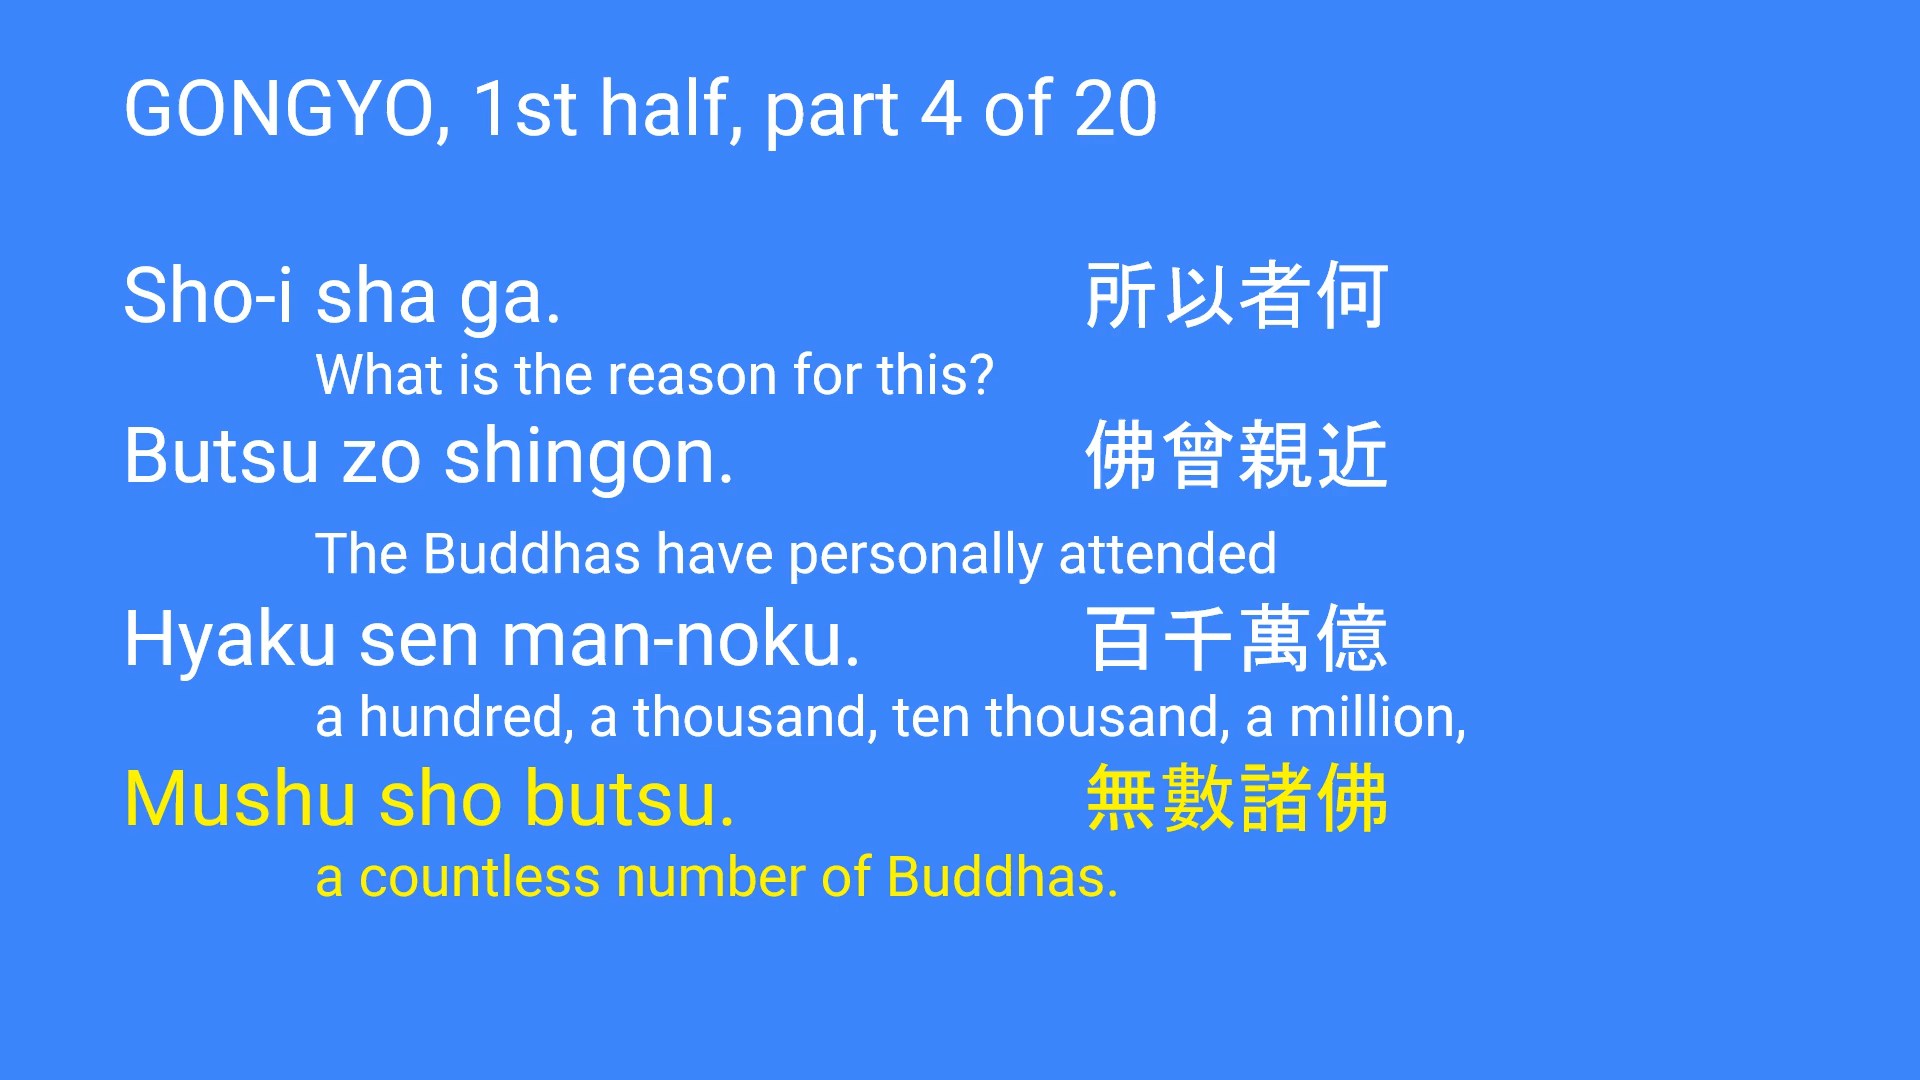 GONGYO, 1st half, part 4 of 20
Sho-i sha ga. 所以者何
What is the reason for this?
Butsu zo shingon. 佛曾親近
The Buddhas have personally attended
Hyaku sen man-noku. 百千萬億
a hundred, a thousand, ten thousand, a million,
Mushu sho butsu. 無數諸佛
a countless number of Buddhas.